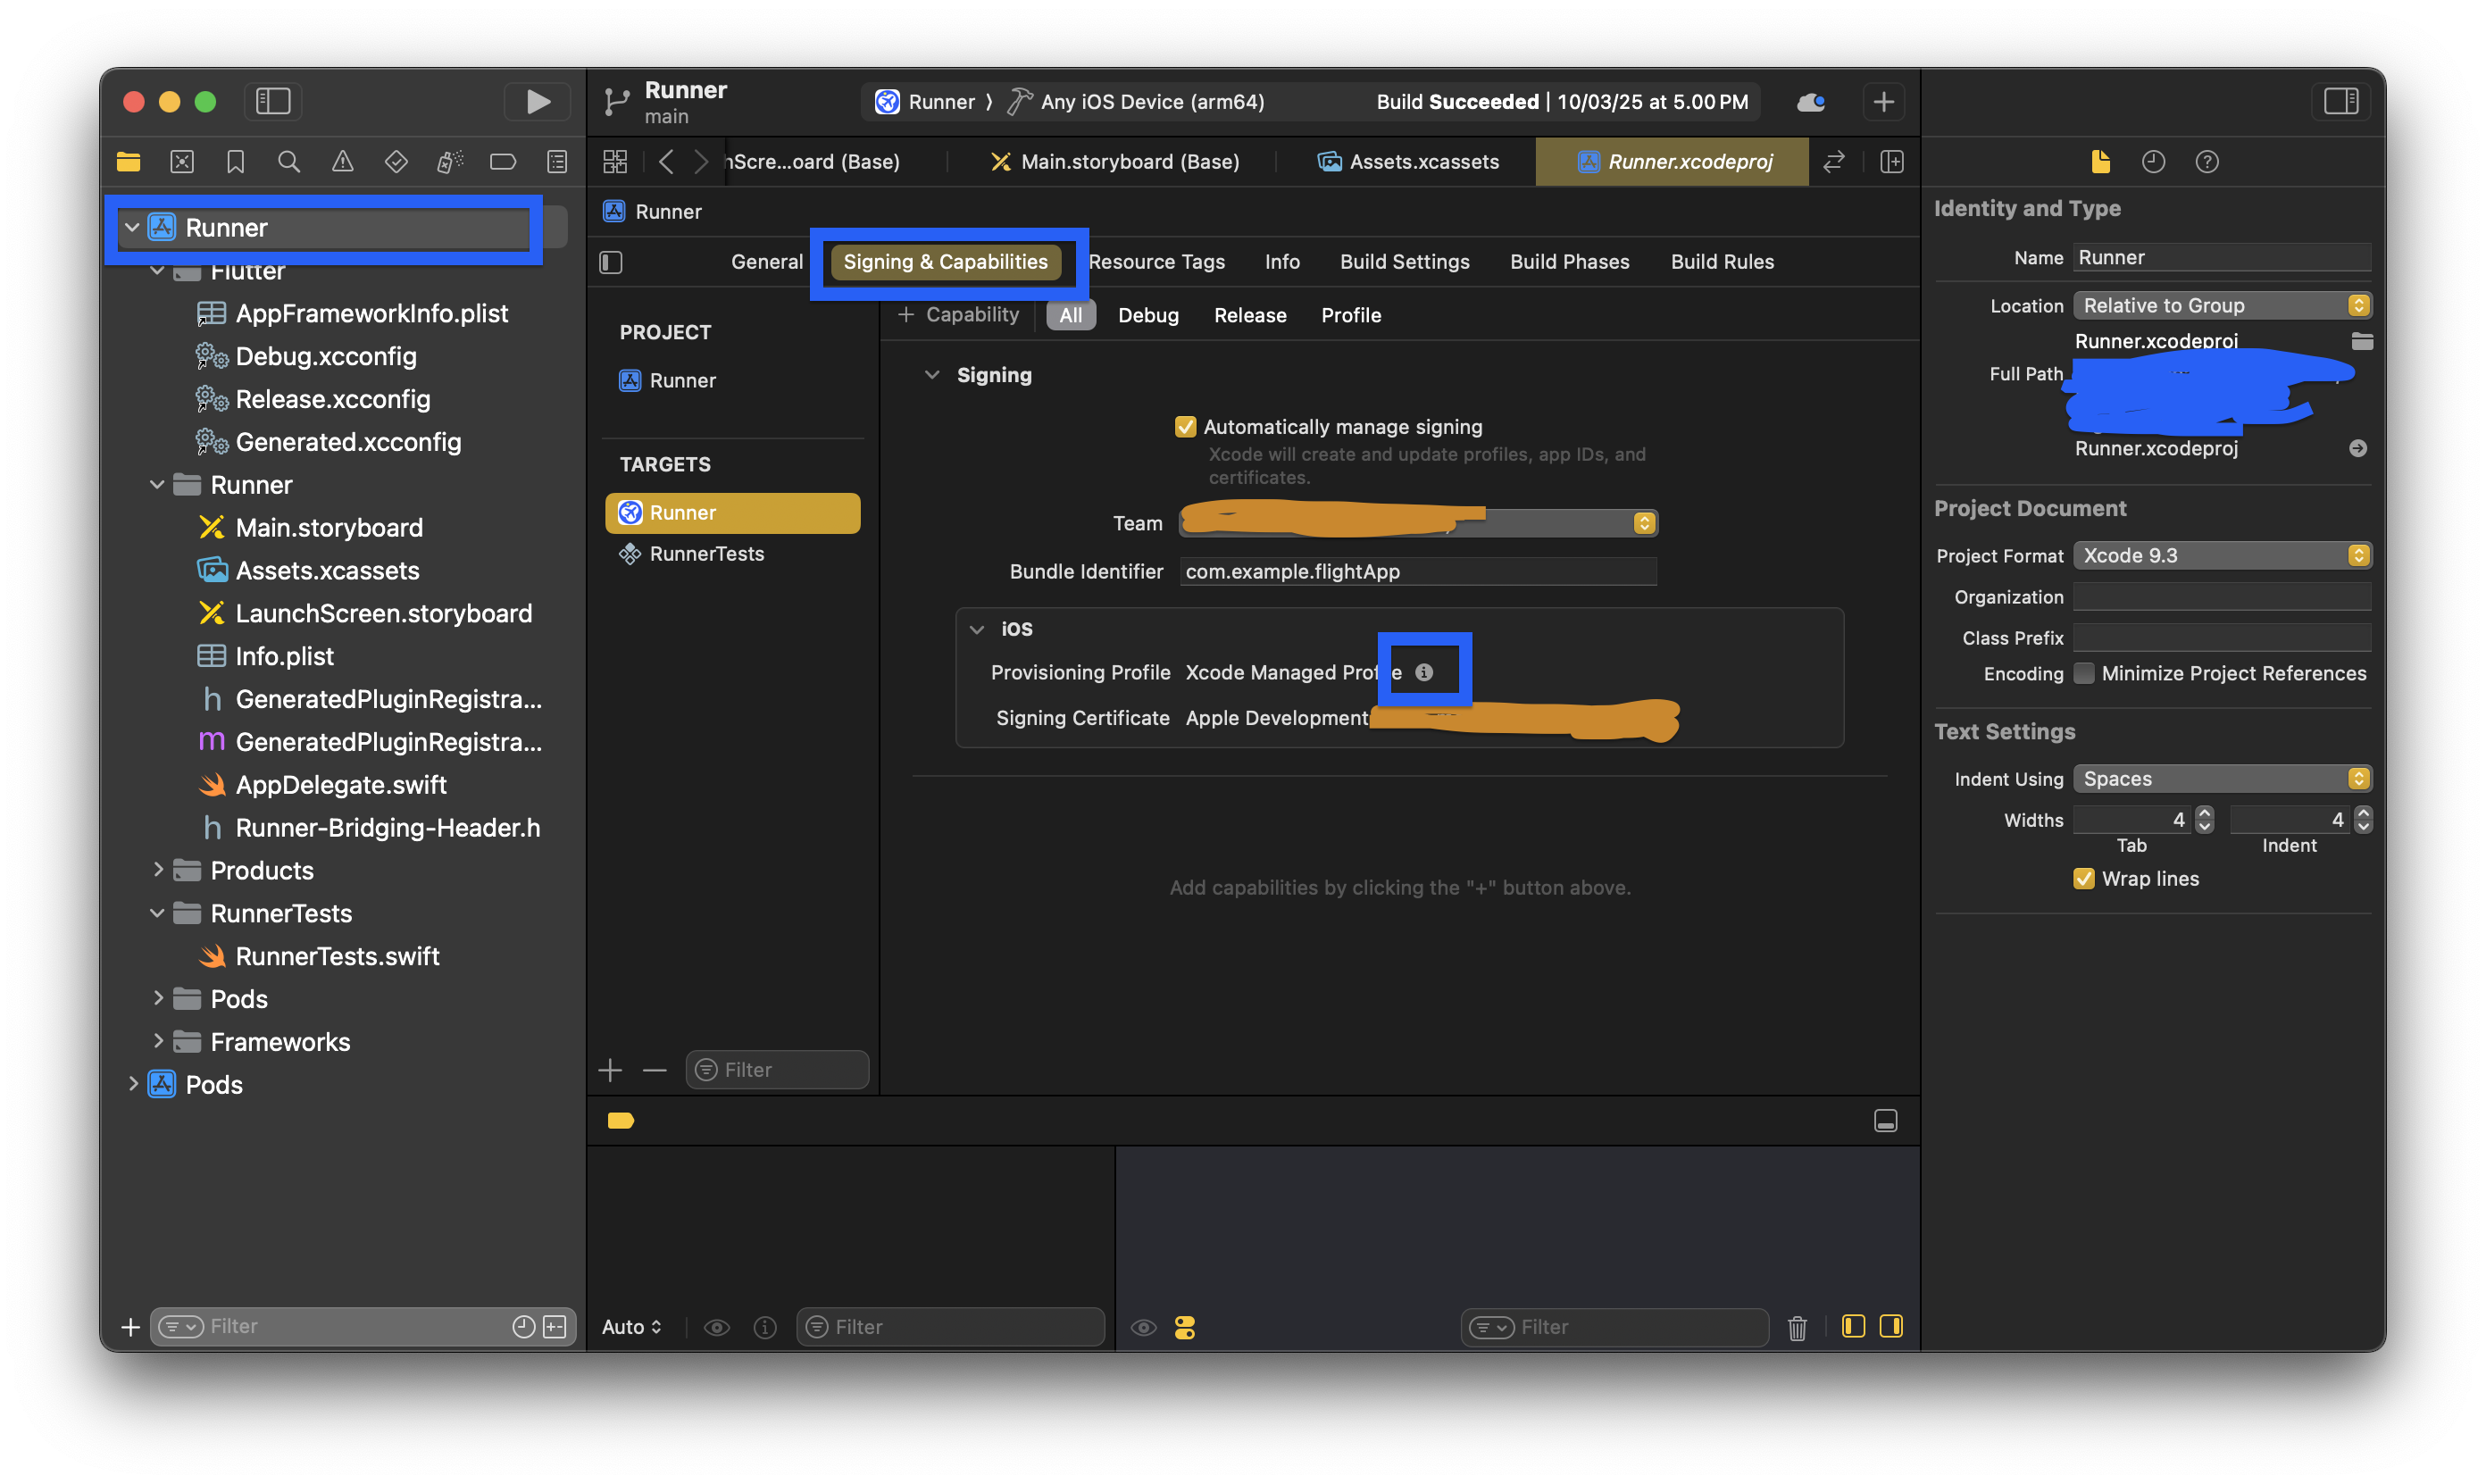 Runner
main
Runner
Any iOS Device (arm64)
Build Succeeded | 10/03/25 at 5.00 PM
hScre...oard (Base)
Main.storyboard (Base)
Assets.xcassets
Runner.xcodeproj
Runner
Flutter
AppFrameworkInfo.plist
Debug.xcconfig
Release.xcconfig
Generated.xcconfig
Runner
Main.storyboard
Assets.xcassets
LaunchScreen.storyboard
Info.plist
h GeneratedPluginRegistra...
m GeneratedPluginRegistra...
AppDelegate.swift
h Runner-Bridging-Header.h
Products
RunnerTests
RunnerTests.swift
Pods
Frameworks
Pods
Filter
Runner
General
Signing & Capabilities
Resource Tags
Info
Build Settings
Build Phases
Build Rules
PROJECT
Runner
TARGETS
Runner
RunnerTests
Filter
+ Capability
All
Debug
Release
Profile
Signing
Automatically manage signing
Xcode will create and update profiles, app IDs, and
certificates.
Team
Bundle Identifier com.example.flightApp
iOS
Provisioning Profile Xcode Managed Profile
Signing Certificate Apple Development
Add capabilities by clicking the "+" button above.
Auto
Filter
Filter
Identity and Type
Name Runner
Location Relative to Group
Runner.xcodeproj
Full Path
Runner.xcodeproj
Project Document
Project Format Xcode 9.3
Organization
Class Prefix
Encoding Minimize Project References
Text Settings
Indent Using Spaces
Widths 4 4
Tab Indent
Wrap lines